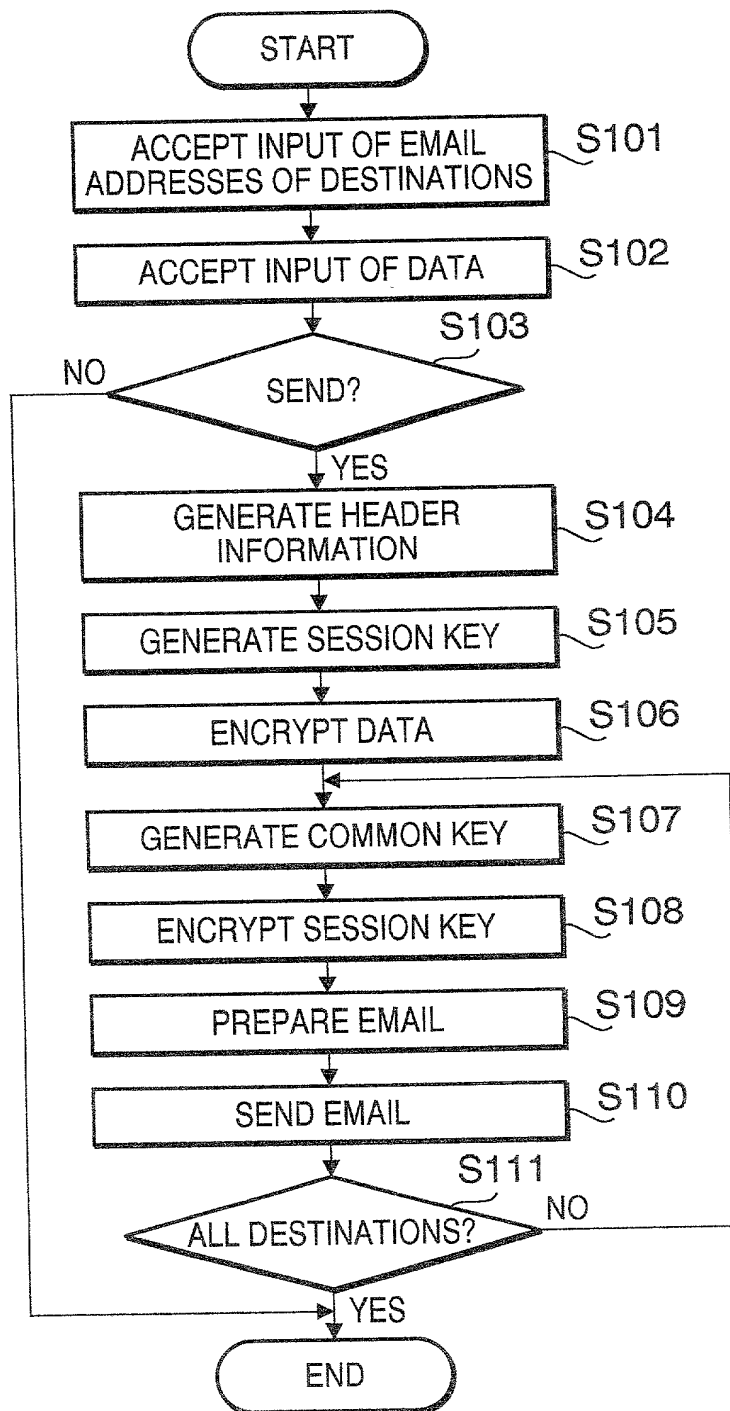 START
ACCEPT INPUT OF EMAIL
ADDRESSES OF DESTINATIONS
S101
ACCEPT INPUT OF DATA
S102
S103
NO
SEND?
YES
GENERATE HEADER
INFORMATION
S104
GENERATE SESSION KEY
S105
ENCRYPT DATA
S106
GENERATE COMMON KEY
S107
ENCRYPT SESSION KEY
S108
PREPARE EMAIL
S109
SEND EMAIL
S110
S111
ALL DESTINATIONS?
NO
YES
END